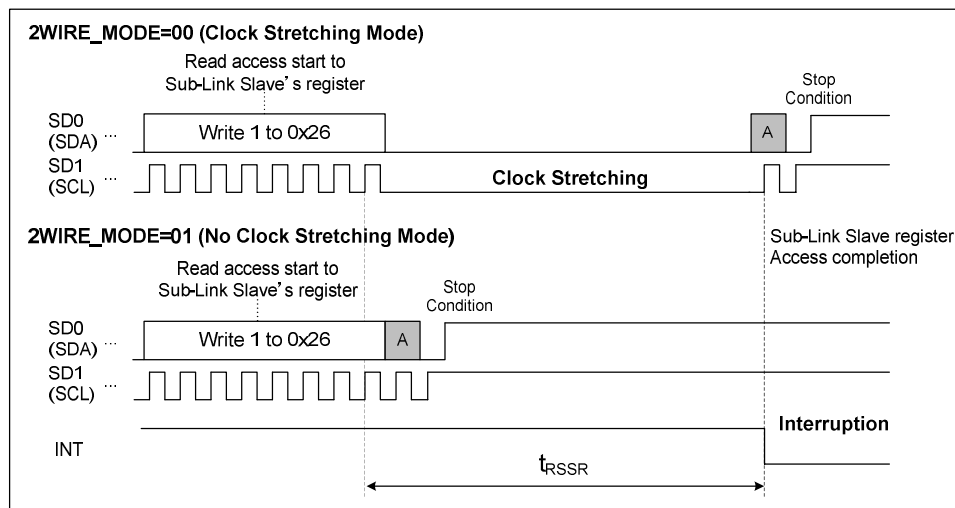 2WIRE_MODE=00 (Clock Stretching Mode)
Read access start to
Sub-Link Slave's register
Stop
Condition
SD0
(SDA) ...
Write 1 to 0x26
A
SD1
(SCL) ...
Clock Stretching
2WIRE_MODE=01 (No Clock Stretching Mode)
Sub-Link Slave register
Access completion
Read access start to
Sub-Link Slave's register
Stop
Condition
SD0
(SDA) ...
Write 1 to 0x26
A
SD1
(SCL) ...
Interruption
INT
tRSSR